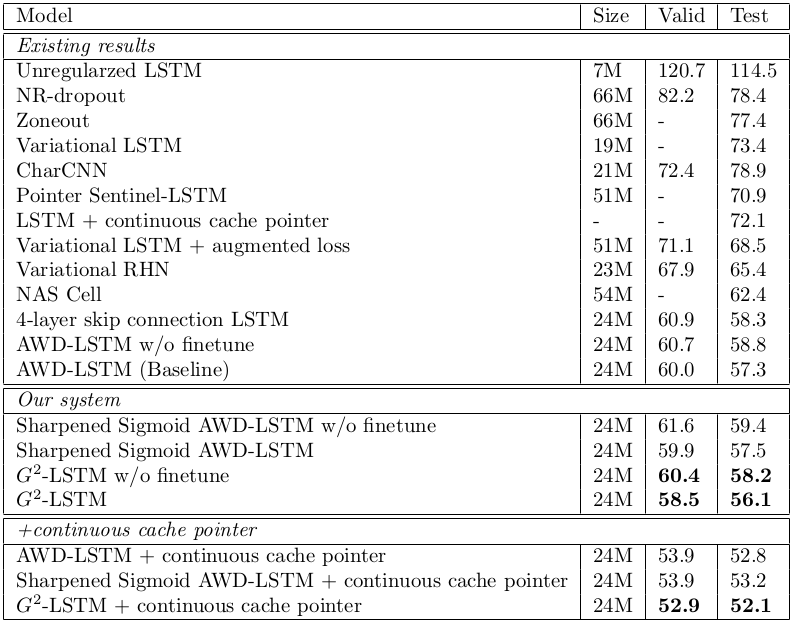 Model Size Valid Test
Existing results
Unregularzed LSTM 7M 120.7 114.5
NR-dropout 66M 82.2 78.4
Zoneout 66M - 77.4
Variational LSTM 19M - 73.4
CharCNN 21M 72.4 78.9
Pointer Sentinel-LSTM 51M - 70.9
LSTM + continuous cache pointer - - 72.1
Variational LSTM + augmented loss 51M 71.1 68.5
Variational RHN 23M 67.9 65.4
NAS Cell 54M - 62.4
4-layer skip connection LSTM 24M 60.9 58.3
AWD-LSTM w/o finetune 24M 60.7 58.8
AWD-LSTM (Baseline) 24M 60.0 57.3
Our system
Sharpened Sigmoid AWD-LSTM w/o finetune 24M 61.6 59.4
Sharpened Sigmoid AWD-LSTM 24M 59.9 57.5
G²-LSTM w/o finetune 24M 60.4 58.2
G²-LSTM 24M 58.5 56.1
+continuous cache pointer
AWD-LSTM + continuous cache pointer 24M 53.9 52.8
Sharpened Sigmoid AWD-LSTM + continuous cache pointer 24M 53.9 53.2
G²-LSTM + continuous cache pointer 24M 52.9 52.1